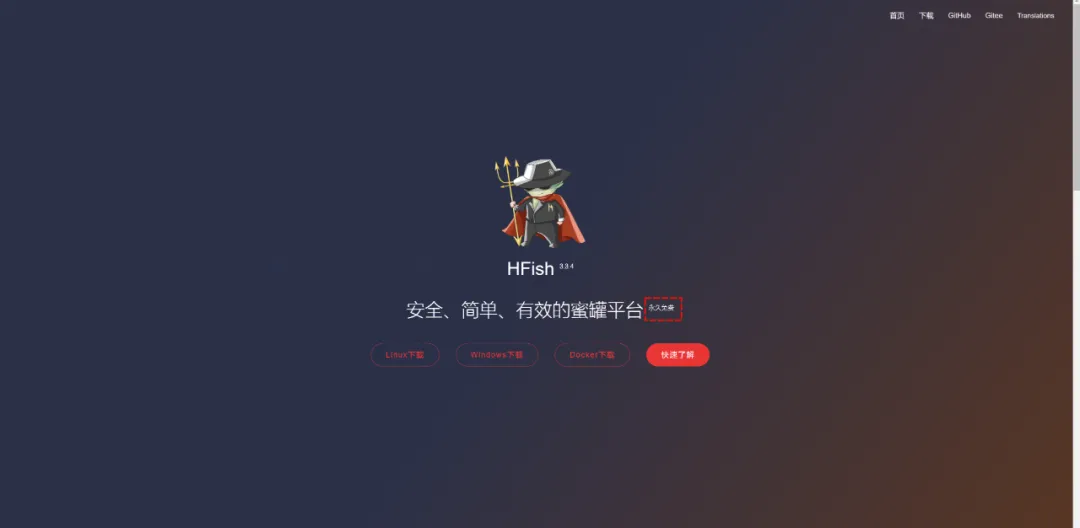 首页 下载 GitHub Gitee Translations
HFish 3.3.4
安全、简单、有效的蜜罐平台 永久免费
Linux下载 Windows下载 Docker下载 快速了解